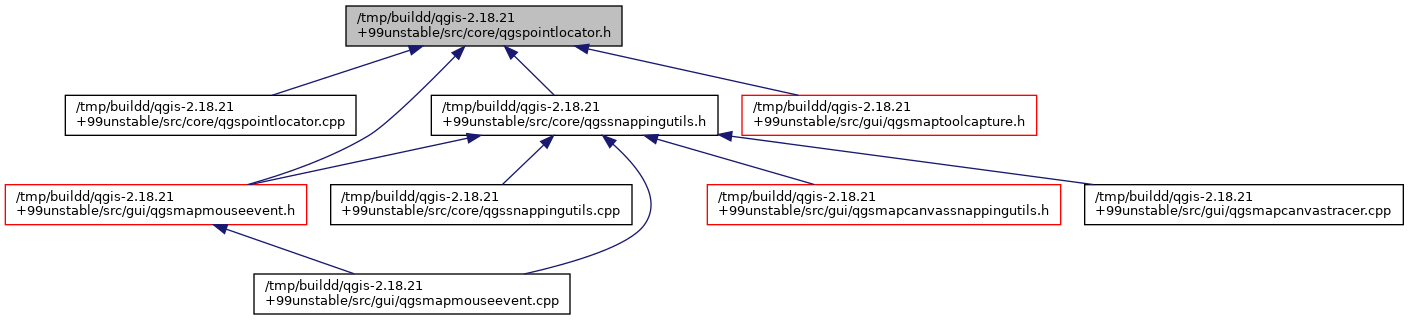 /tmp/buildd/qgis-2.18.21
+99unstable/src/core/qgspointlocator.h
/tmp/buildd/qgis-2.18.21
+99unstable/src/core/qgspointlocator.cpp
/tmp/buildd/qgis-2.18.21
+99unstable/src/core/qgssnappingutils.h
/tmp/buildd/qgis-2.18.21
+99unstable/src/gui/qgsmaptoolcapture.h
/tmp/buildd/qgis-2.18.21
+99unstable/src/gui/qgsmapmouseevent.h
/tmp/buildd/qgis-2.18.21
+99unstable/src/core/qgssnappingutils.cpp
/tmp/buildd/qgis-2.18.21
+99unstable/src/gui/qgsmapcanvassnappingutils.h
/tmp/buildd/qgis-2.18.21
+99unstable/src/gui/qgsmapcanvastracer.cpp
/tmp/buildd/qgis-2.18.21
+99unstable/src/gui/qgsmapmouseevent.cpp